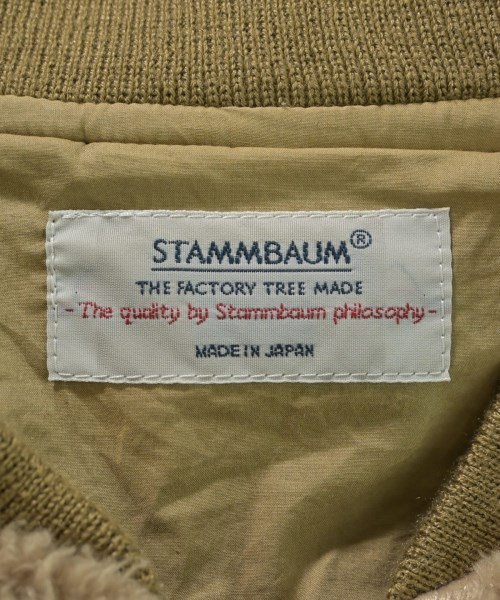 STAMMBAUM®
THE FACTORY TREE MADE
- The quality by Stammbaum philosophy -
MADE IN JAPAN